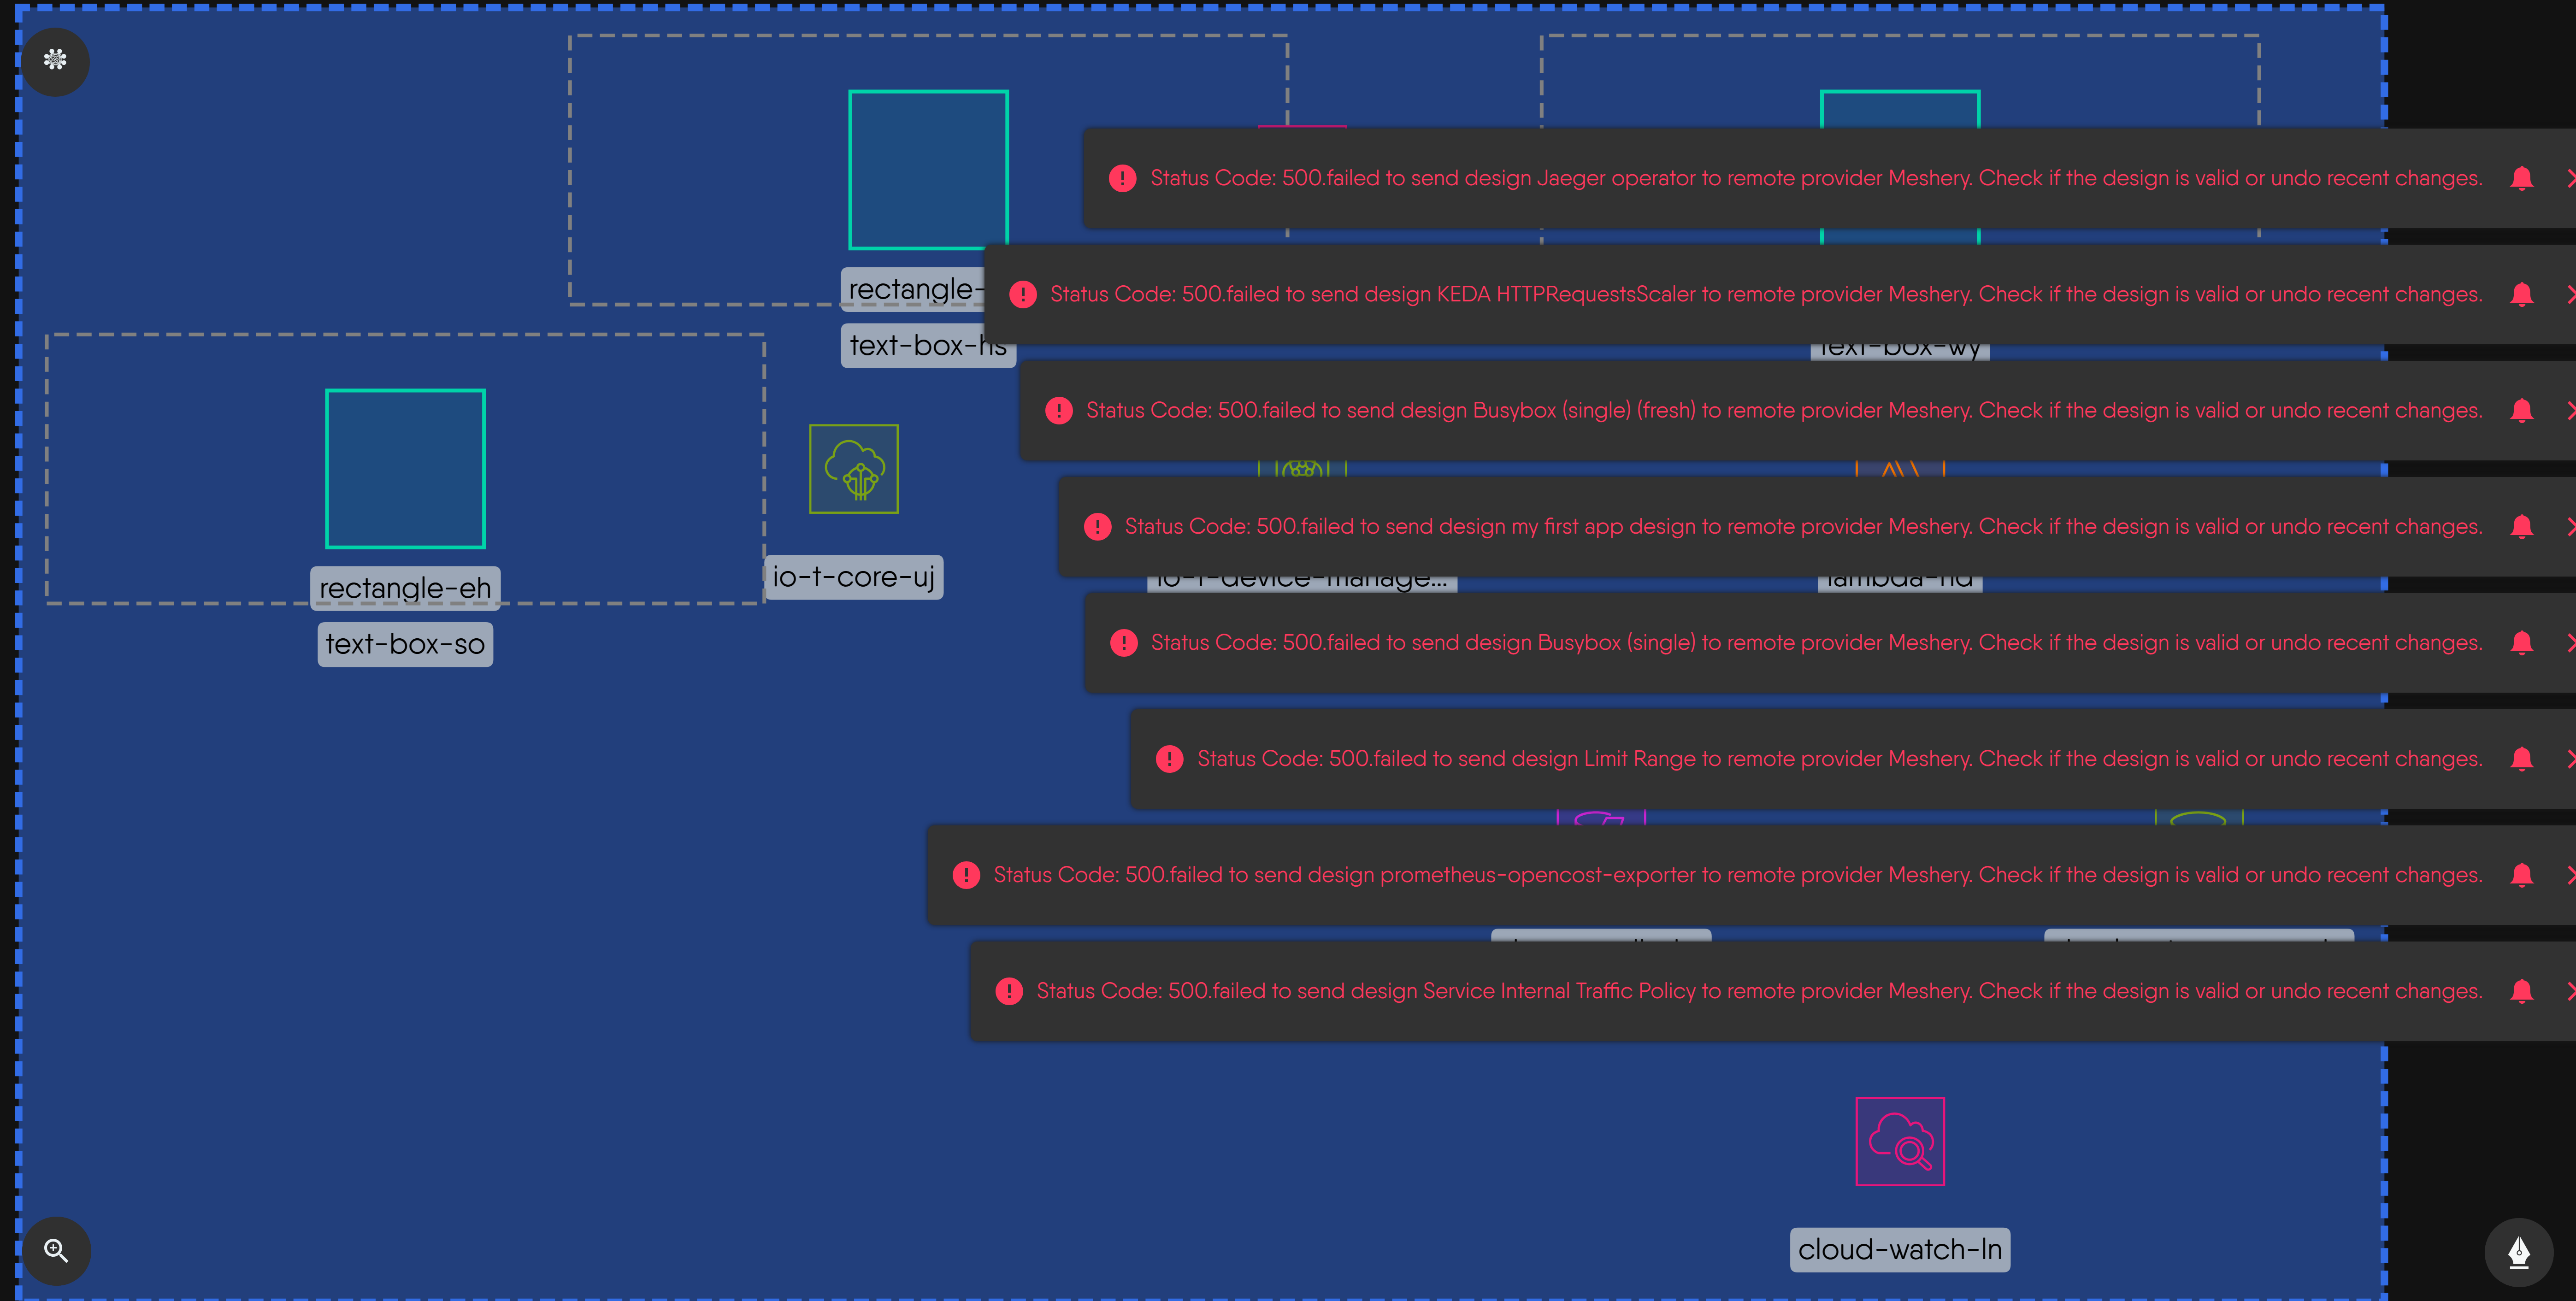 Status Code: 500.failed to send design Jaeger operator to remote provider Meshery. Check if the design is valid or undo recent changes.
rectangle-
Status Code: 500.failed to send design KEDA HTTPRequestsScaler to remote provider Meshery. Check if the design is valid or undo recent changes.
text-box-hs
text-box-wy
Status Code: 500.failed to send design Busybox (single) (fresh) to remote provider Meshery. Check if the design is valid or undo recent changes.
Status Code: 500.failed to send design my first app design to remote provider Meshery. Check if the design is valid or undo recent changes.
rectangle-eh
io-t-core-uj
io-t-device-manage...
text-box-so
Status Code: 500.failed to send design Busybox (single) to remote provider Meshery. Check if the design is valid or undo recent changes.
Status Code: 500.failed to send design Limit Range to remote provider Meshery. Check if the design is valid or undo recent changes.
Status Code: 500.failed to send design prometheus-opencost-exporter to remote provider Meshery. Check if the design is valid or undo recent changes.
Status Code: 500.failed to send design Service Internal Traffic Policy to remote provider Meshery. Check if the design is valid or undo recent changes.
cloud-watch-ln